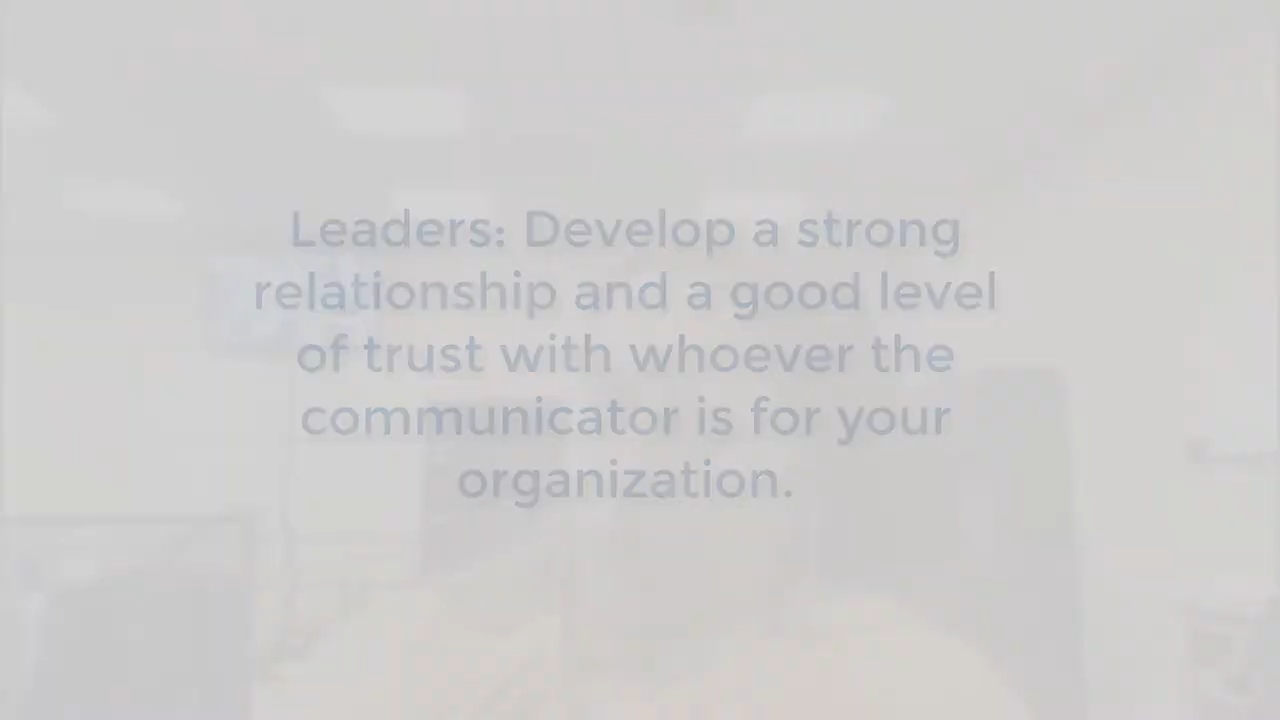 Leaders: Develop a strong
relationship and a good level
of trust with whoever the
communicator is for your
organization.